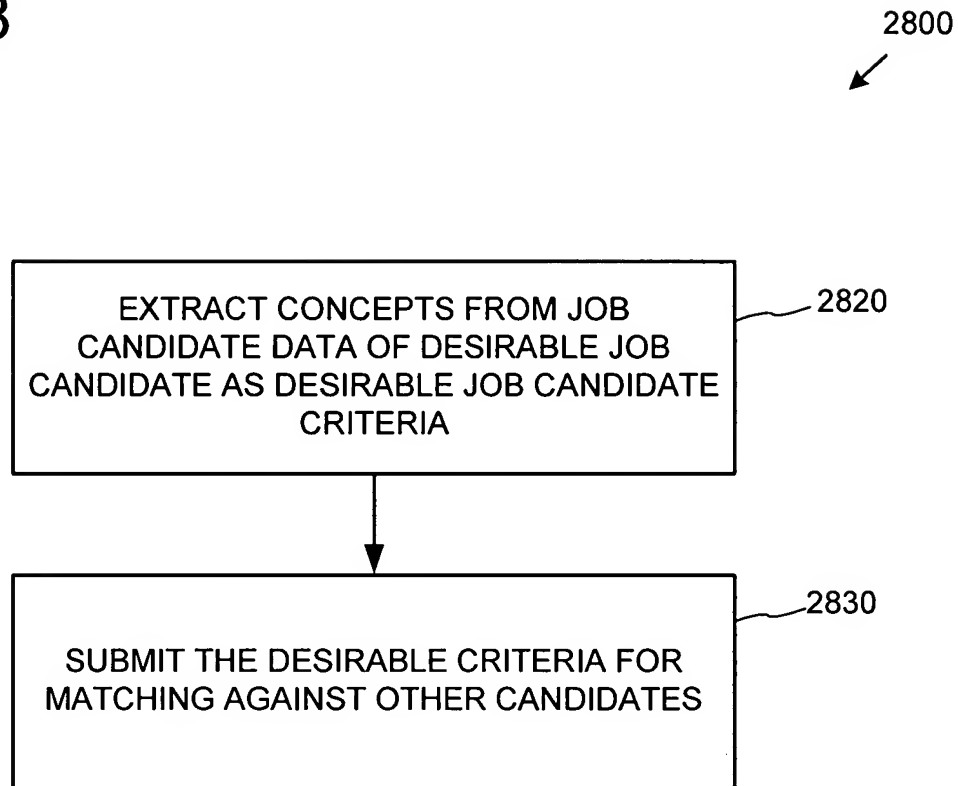 2800
EXTRACT CONCEPTS FROM JOB
CANDIDATE DATA OF DESIRABLE JOB
CANDIDATE AS DESIRABLE JOB CANDIDATE
CRITERIA
2820
SUBMIT THE DESIRABLE CRITERIA FOR
MATCHING AGAINST OTHER CANDIDATES
2830